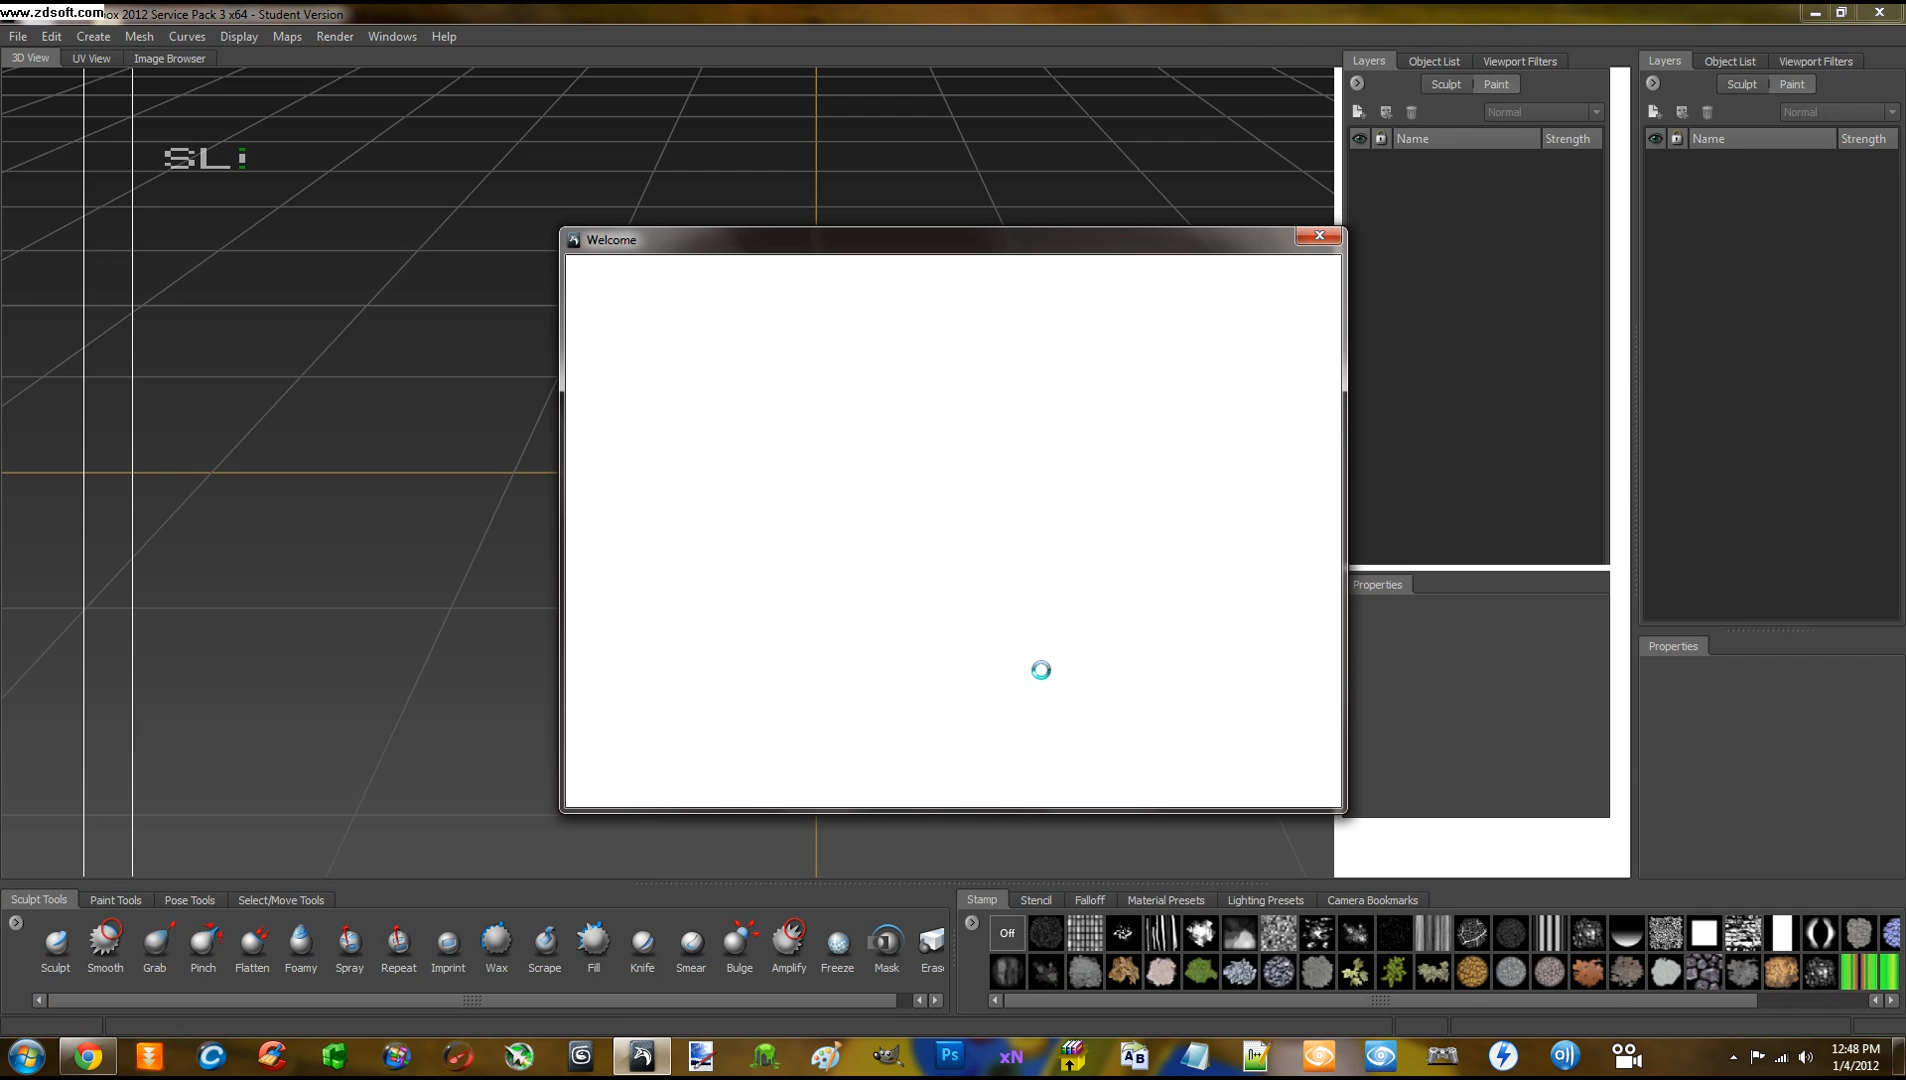 www.zdsoft.com ox 2012 Service Pack 3 x64 - Student Version
File Edit Create Mesh Curves Display Maps Render Windows Help
3D View UV View Image Browser
Layers Object List Viewport Filters
Layers Object List Viewport Filters
Sculpt Paint
Sculpt Paint
Normal
Normal
Name Strength
Name Strength
SLi
Welcome
Properties
Properties
Sculpt Tools Paint Tools Pose Tools Select/Move Tools
Stamp Stencil Falloff Material Presets Lighting Presets Camera Bookmarks
Off
Sculpt Smooth Grab Pinch Flatten Foamy Spray Repeat Imprint Wax Scrape Fill Knife Smear Bulge Amplify Freeze Mask Eras
Ps xN AB n++
12:48 PM
1/4/2012